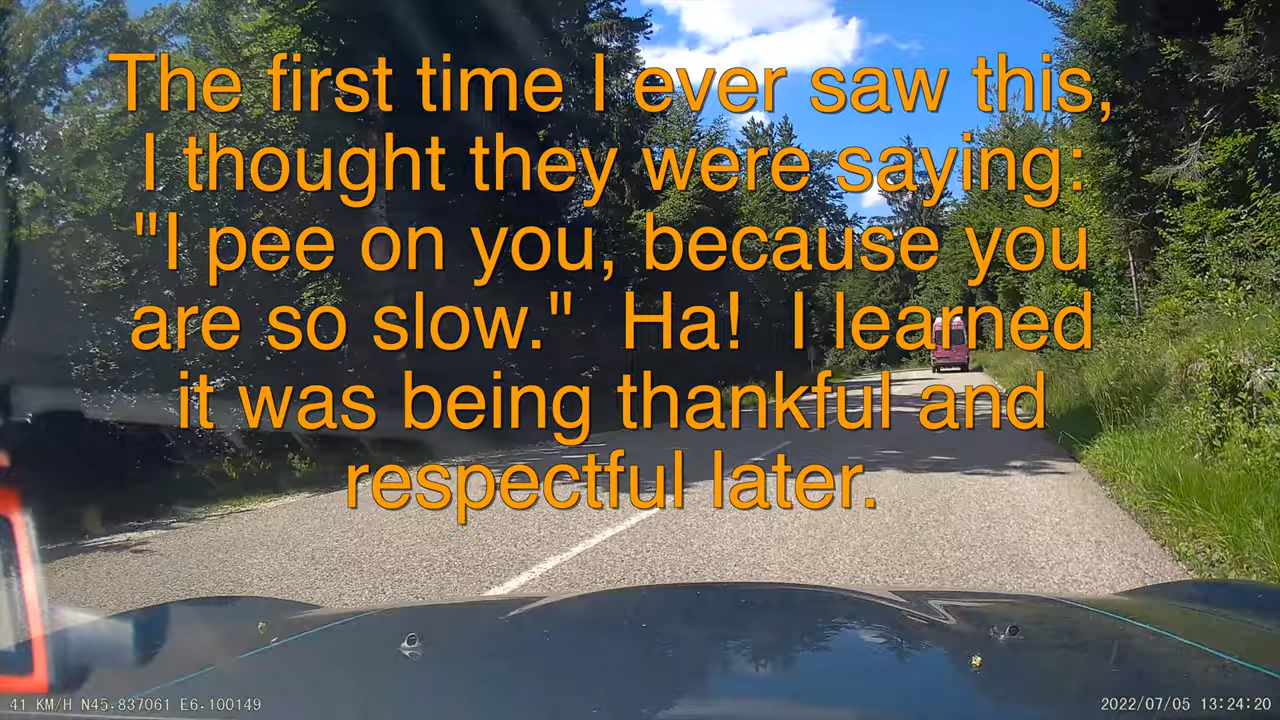 The first time I ever saw this,
I thought they were saying:
"I pee on you, because you
are so slow."  Ha!  I learned
it was being thankful and
respectful later.
41 KM/H N45.837061 E6.100149
2022/07/05 13:24:20